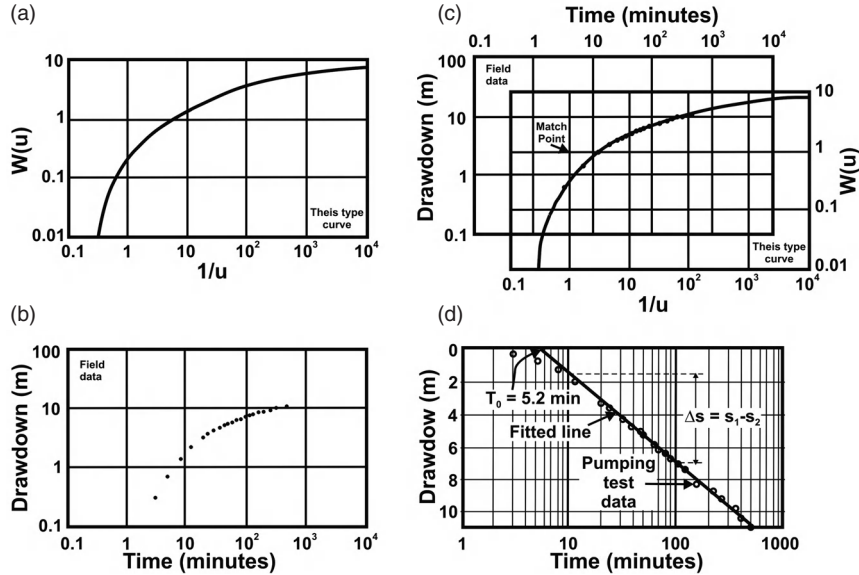 (a)
10
1
0.1
0.01
W(u)
Theis type
curve
0.1 1 10 10² 10³ 10⁴
1/u
(b)
100
10
1
0.1
Drawdown (m)
Field
data
0.1 1 10 10² 10³ 10⁴
Time (minutes)
(c)
Time (minutes)
0.1 1 10 10² 10³ 10⁴
100
10
1
0.1
Drawdown (m)
Field
data
Match
Point
10
1
0.1
0.01
W(u)
Theis type
curve
0.1 1 10 10² 10³ 10⁴
1/u
(d)
0
2
4
6
8
10
Drawdow (m)
T₀ = 5.2 min
Fitted line
Δs = s₁-s₂
Pumping
test
data
1 10 100 1000
Time (minutes)